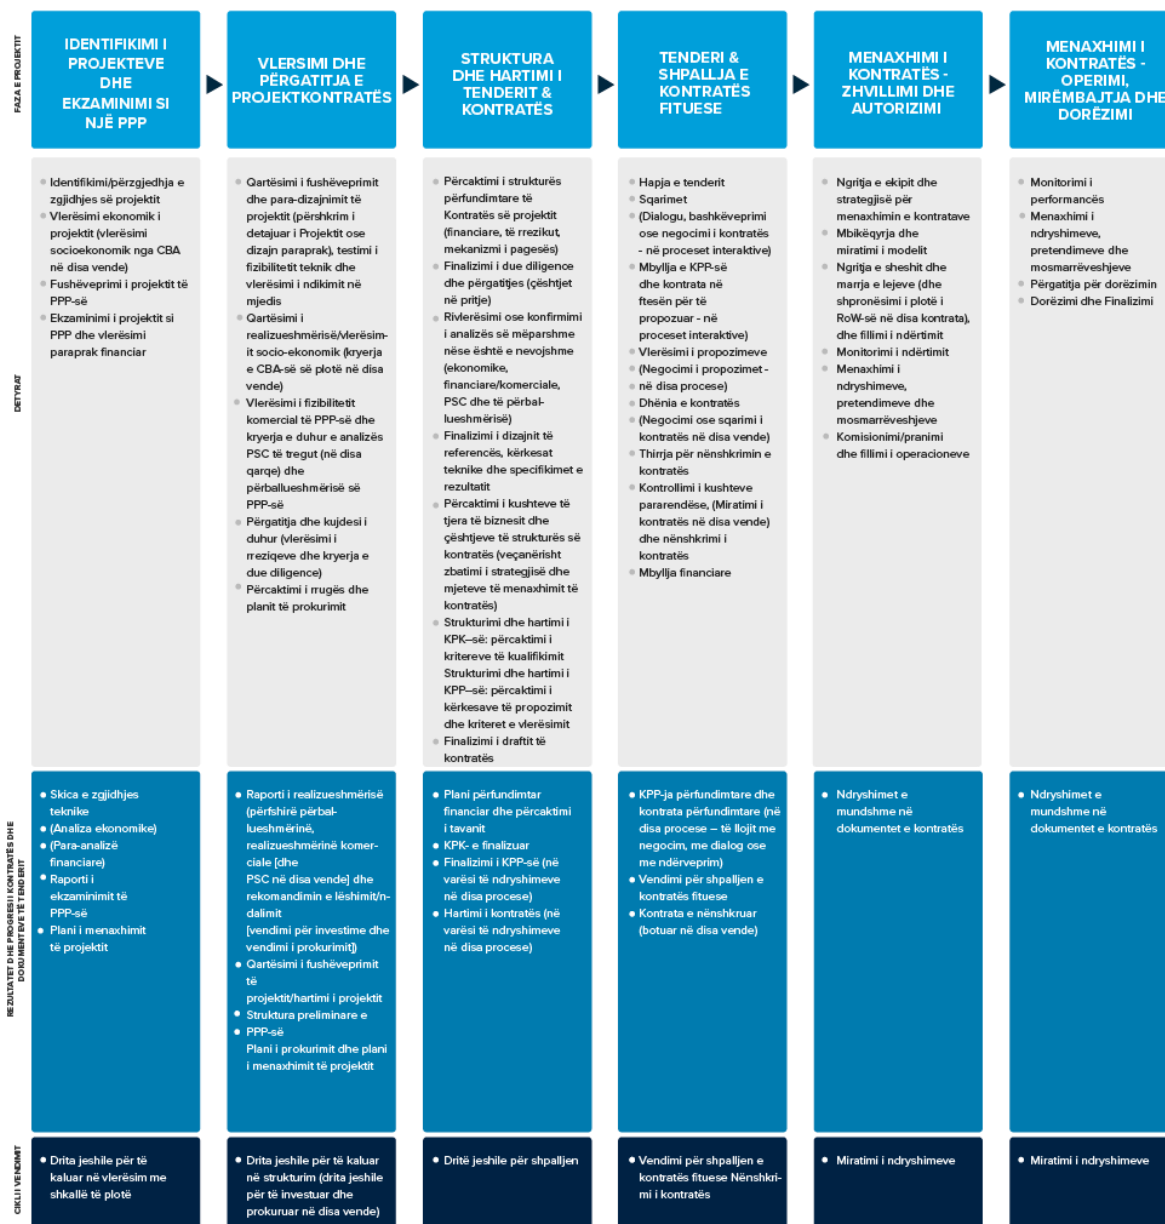 FAZA E PROJEKTIT
IDENTIFIKIMI I
PROJEKTEVE
DHE
EKZAMINIMI SI
NJË PPP
VLERSIMI DHE
PËRGATITJA E
PROJEKTKONTRATËS
STRUKTURA
DHE HARTIMI I
TENDERIT &
KONTRATËS
TENDERI &
SHPALLJA E
KONTRATËS
FITUESE
MENAXHIMI I
KONTRATËS -
ZHVILLIMI DHE
AUTORIZIMI
MENAXHIMI I
KONTRATËS -
OPERIMI,
MIRËMBAJTJA DHE
DORËZIMI
DETYRAT
Identifikimi/përzgjedhja e
zgjidhjes së projektit
Vlerësimi ekonomik i
projektit (vlerësimi
socioekonomik nga CBA
në disa vende)
Fushëveprimi i projektit të
PPP-së
Ekzaminimi i projektit si
PPP dhe vlerësimi
paraprak financiar
Qartësimi i fushëveprimit
dhe para-dizajnimit të
projektit (përshkrim i
detajuar i Projektit ose
dizajn paraprak), testimi i
fizibilitetit teknik dhe
vlerësimi i ndikimit në
mjedis
Qartësimi i
realizueshmërisë/vlerësim-
it socio-ekonomik (kryerja
e CBA-së së plotë në disa
vende)
Vlerësimi i fizibilitetit
komercial të PPP-së dhe
kryerja e duhur e analizës
PSC të tregut (në disa
qarqe) dhe
përballueshmërisë së
PPP-së
Përgatitja dhe kujdesi i
duhur (vlerësimi i
rreziqeve dhe kryerja e
due diligence)
Përcaktimi i rrugës dhe
planit të prokurimit
Përcaktimi i strukturës
përfundimtare të
Kontratës së projektit
(financiare, të rrezikut,
mekanizmi i pagesës)
Finalizimi i due diligence
dhe përgatitjes (çështjet
në pritje)
Rivlerësimi ose konfirmimi
i analizës së mëparshme
nëse është e nevojshme
(ekonomike,
financiare/komerciale,
PSC dhe të përbal-
lueshmërisë)
Finalizimi i dizajnit të
referencës, kërkesat
teknike dhe specifikimet e
rezultatit
Përcaktimi i kushteve të
tjera të biznesit dhe
çështjeve të strukturës së
kontratës (veçanërisht
zbatimi i strategjisë dhe
mjeteve të menaxhimit të
kontratës)
Strukturimi dhe hartimi i
KPK–së: përcaktimi i
kritereve të kualifikimit
Strukturimi dhe hartimi i
KPP–së: përcaktimi i
kërkesave të propozimit
dhe kriteret e vlerësimit
Finalizimi i draftit të
kontratës
Hapja e tenderit
Sqarimet
(Dialogu, bashkëveprimi
ose negocimi i kontratës
- në proceset interaktive)
Mbyllja e KPP-së
dhe kontrata në
ftesën për të
propozuar - në
proceset interaktive)
Vlerësimi i propozimeve
(Negocimi i propozimet -
në disa procese)
Dhënia e kontratës
(Negocimi ose sqarimi i
kontratës në disa vende)
Thirrja për nënshkrimin e
kontratës
Kontrollimi i kushteve
pararendëse, (Miratimi i
kontratës në disa vende)
dhe nënshkrimi i
kontratës
Mbyllja financiare
Ngritja e ekipit dhe
strategjisë për
menaxhimin e kontratave
Mbikëqyrja dhe
miratimi i modelit
Ngritja e sheshit dhe
marrja e lejeve (dhe
shpronësimi i plotë i
RoW-së në disa kontrata),
dhe fillimi i ndërtimit
Monitorimi i ndërtimit
Menaxhimi i
ndryshimeve,
pretendimeve dhe
mosmarrëveshjeve
Komisionimi/pranimi
dhe fillimi i operacioneve
Monitorimi i
performancës
Menaxhimi i
ndryshimeve,
pretendimeve dhe
mosmarrëveshjeve
Përgatitja për dorëzimin
Dorëzimi dhe Finalizimi
REZULTATET DHE PROGRESI I KONTRATËS DHE
DOKUMENTEVE TË TENDERIT
Skica e zgjidhjes
teknike
(Analiza ekonomike)
(Para-analizë
financiare)
Raporti i
ekzaminimit të
PPP-së
Plani i menaxhimit
të projektit
Raporti i realizueshmërisë
(përfshirë përbal-
lueshmërinë,
realizueshmërinë komer-
ciale [dhe
PSC në disa vende] dhe
rekomandimin e lëshimit/n-
dalimit
[vendimi për investime dhe
vendimi i prokurimit])
Qartësimi i fushëveprimit
të
projektit/hartimi i projektit
Struktura preliminare e
PPP-së
Plani i prokurimit dhe plani
i menaxhimit të projektit
Plani përfundimtar
financiar dhe përcaktimi
i tavanit
KPK- e finalizuar
Finalizimi i KPP-së (në
varësi të ndryshimeve
në disa procese)
Hartimi i kontratës (në
varësi të ndryshimeve
në disa procese)
KPP-ja përfundimtare dhe
kontrata përfundimtare (në
disa procese – të llojit me
negocim, me dialog ose
me ndërveprim)
Vendimi për shpalljen e
kontratës fituese
Kontrata e nënshkruar
(botuar në disa vende)
Ndryshimet e
mundshme në
dokumentet e kontratës
Ndryshimet e
mundshme në
dokumentet e kontratës
CIKLI I VENDIMIT
Drita jeshile për të
kaluar në vlerësim me
shkallë të plotë
Drita jeshile për të kaluar
në strukturim (drita jeshile
për të investuar dhe
prokuruar në disa vende)
Dritë jeshile për shpalljen
Vendimi për shpalljen e
kontratës fituese Nënshkri-
mi i kontratës
Miratimi i ndryshimeve
Miratimi i ndryshimeve